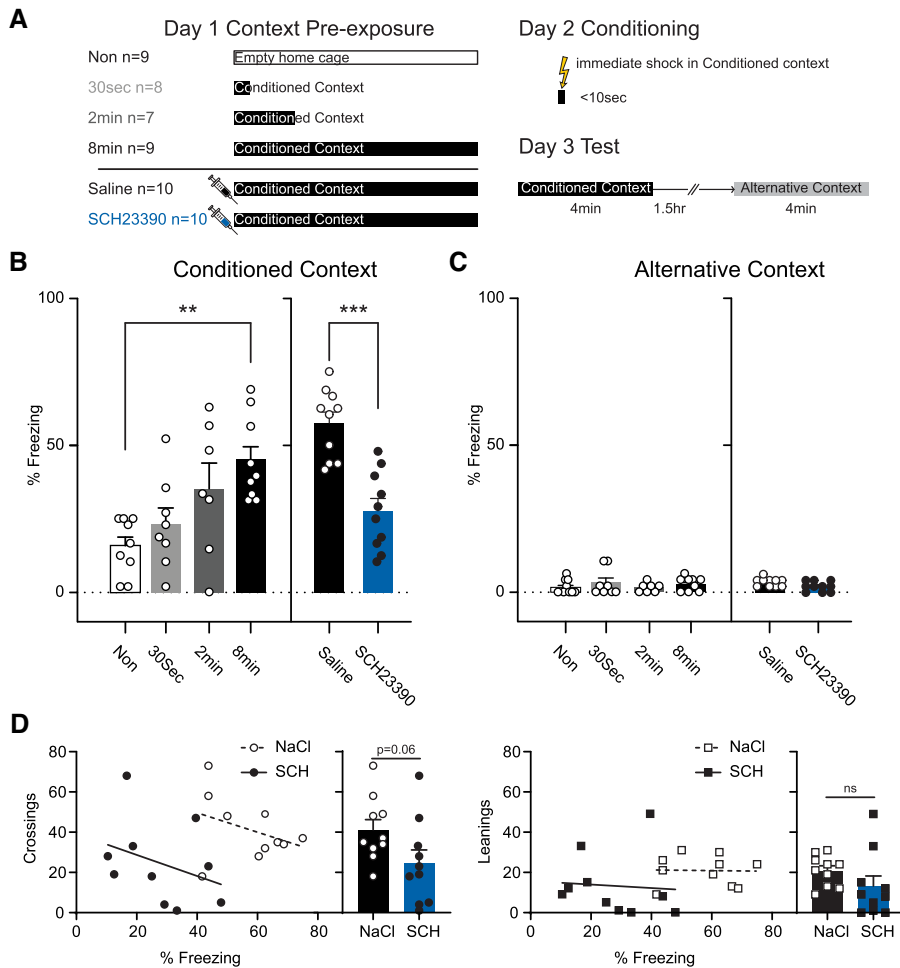 A
Day 1 Context Pre-exposure
Non n=9
Empty home cage
30sec n=8
Conditioned Context
2min n=7
Conditioned Context
8min n=9
Conditioned Context
Saline n=10
Conditioned Context
SCH23390 n=10
Conditioned Context
Day 2 Conditioning
immediate shock in Conditioned context
<10sec
Day 3 Test
Conditioned Context
Alternative Context
4min
1.5hr
4min
B
Conditioned Context
% Freezing
100
50
0
**
***
Non
30Sec
2min
8min
Saline
SCH23390
C
Alternative Context
% Freezing
100
50
0
Non
30Sec
2min
8min
Saline
SCH23390
D
Crossings
80
60
40
20
0
0
20
40
60
80
% Freezing
NaCl
SCH
p=0.06
NaCl
SCH
Leanings
80
60
40
20
0
0
20
40
60
80
% Freezing
NaCl
SCH
ns
NaCl
SCH